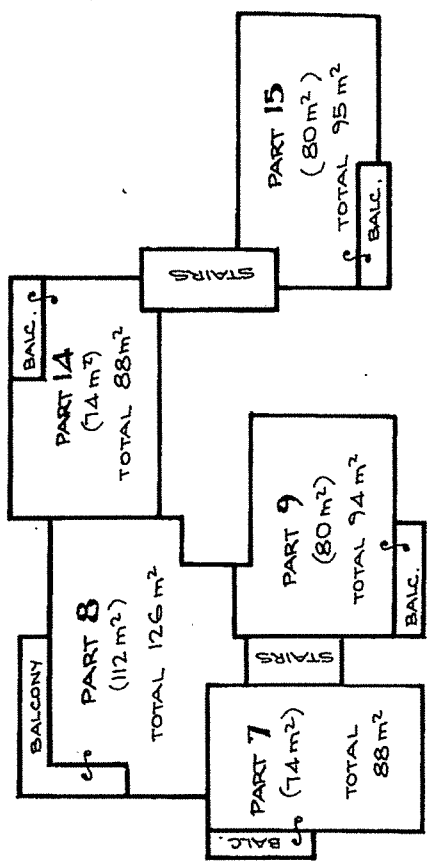 BALCONY
PART 8
(112 m²)
TOTAL 126 m²
BALC.
PART 14
(74 m²)
TOTAL 88 m²
STAIRS
PART 15
(80 m²)
TOTAL 95 m²
BALC.
BALC.
PART 7
(74 m²)
TOTAL
88 m²
STAIRS
PART 9
(80 m²)
TOTAL 94 m²
BALC.